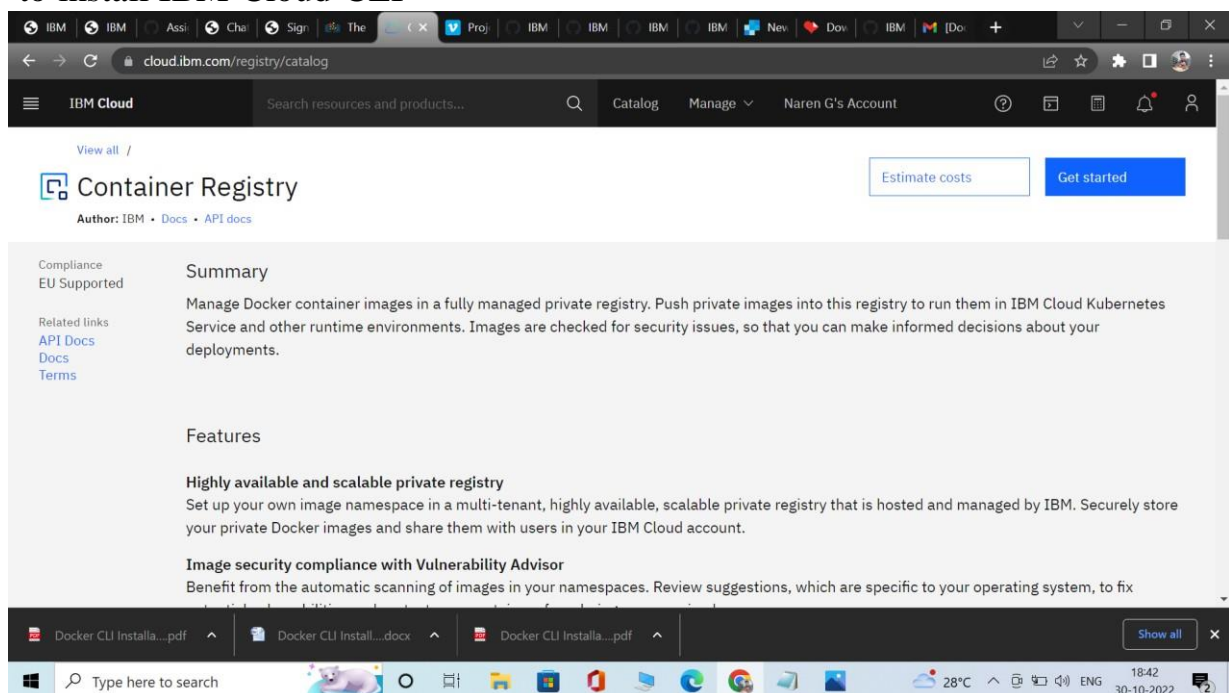 to install IBM Cloud CLI
IBM IBM Assi Chat Sign The ( Proj IBM IBM IBM IBM Nev Dow IBM [Doc
cloud.ibm.com/registry/catalog
IBM Cloud Search resources and products... Catalog Manage Naren G's Account
View all /
Container Registry
Estimate costs Get started
Author: IBM • Docs • API docs
Compliance
EU Supported
Related links
API Docs
Docs
Terms
Summary
Manage Docker container images in a fully managed private registry. Push private images into this registry to run them in IBM Cloud Kubernetes
Service and other runtime environments. Images are checked for security issues, so that you can make informed decisions about your
deployments.
Features
Highly available and scalable private registry
Set up your own image namespace in a multi-tenant, highly available, scalable private registry that is hosted and managed by IBM. Securely store
your private Docker images and share them with users in your IBM Cloud account.
Image security compliance with Vulnerability Advisor
Benefit from the automatic scanning of images in your namespaces. Review suggestions, which are specific to your operating system, to fix
Docker CLI Installa....pdf Docker CLI Install....docx Docker CLI Installa....pdf Show all
Type here to search 28°C ENG 18:42
30-10-2022 2